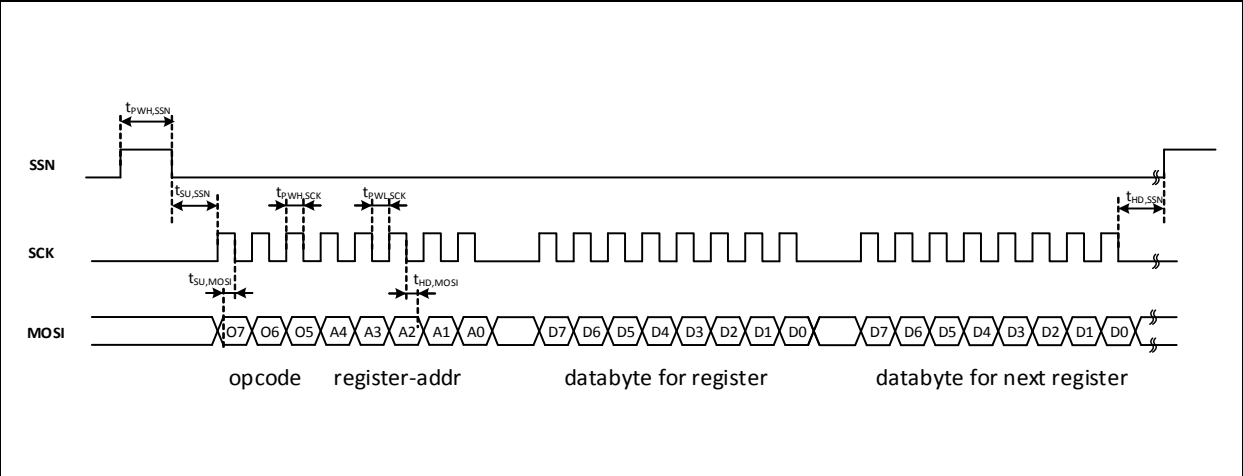 tPWH,SSN
SSN
tSU,SSN tPWH,SCK tPWL,SCK tHD,SSN
SCK
tSU,MOSI tHD,MOSI
MOSI O7 O6 O5 A4 A3 A2 A1 A0 D7 D6 D5 D4 D3 D2 D1 D0 D7 D6 D5 D4 D3 D2 D1 D0
opcode register-addr databyte for register databyte for next register